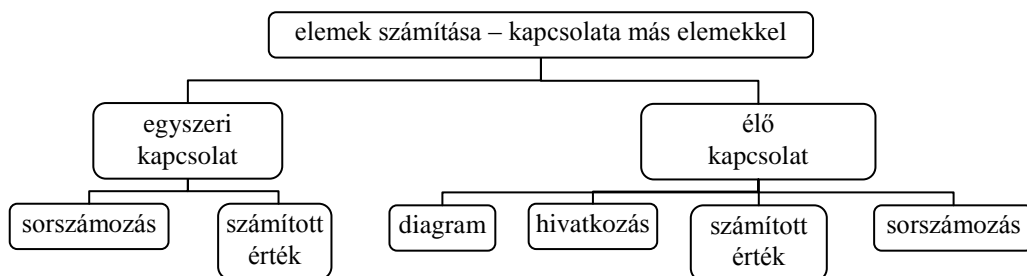 elemek számítása – kapcsolata más elemekkel
egyszeri
kapcsolat
élő
kapcsolat
sorszámozás
számított
érték
diagram
hivatkozás
számított
érték
sorszámozás